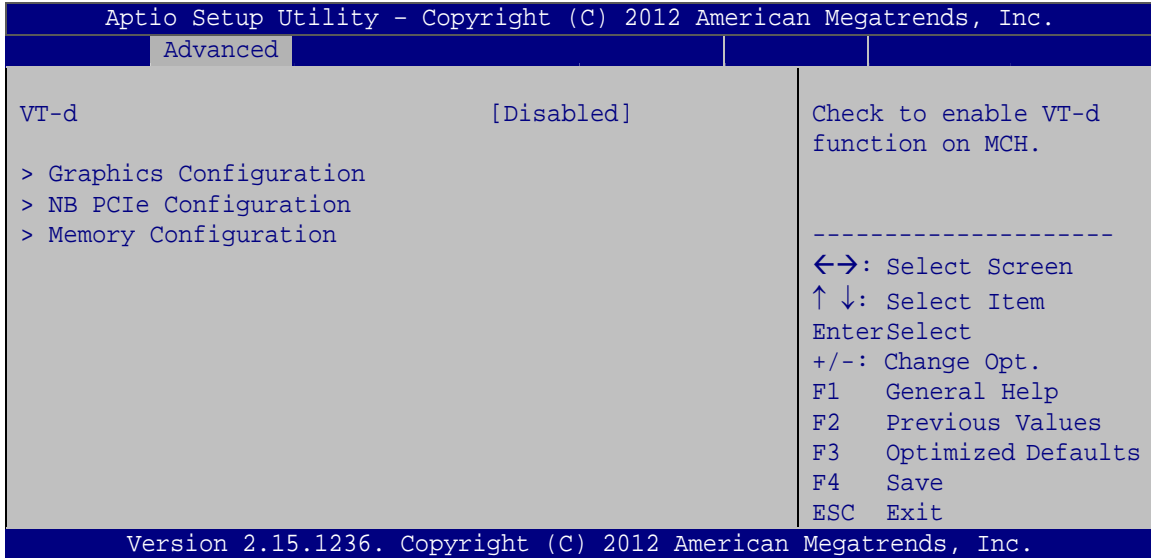 Aptio Setup Utility – Copyright (C) 2012 American Megatrends, Inc.
Advanced
VT-d [Disabled]
> Graphics Configuration
> NB PCIe Configuration
> Memory Configuration
Check to enable VT-d
function on MCH.
---------------------
←→: Select Screen
↑ ↓: Select Item
EnterSelect
+/-: Change Opt.
F1 General Help
F2 Previous Values
F3 Optimized Defaults
F4 Save
ESC Exit
Version 2.15.1236. Copyright (C) 2012 American Megatrends, Inc.